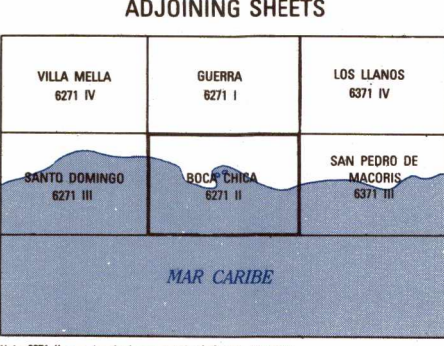 ADJOINING SHEETS
VILLA MELLA
6271 IV
GUERRA
6271 I
LOS LLANOS
6371 IV
SANTO DOMINGO
6271 III
BOCA CHICA
6271 II
SAN PEDRO DE
MACORIS
6371 III
MAR CARIBE